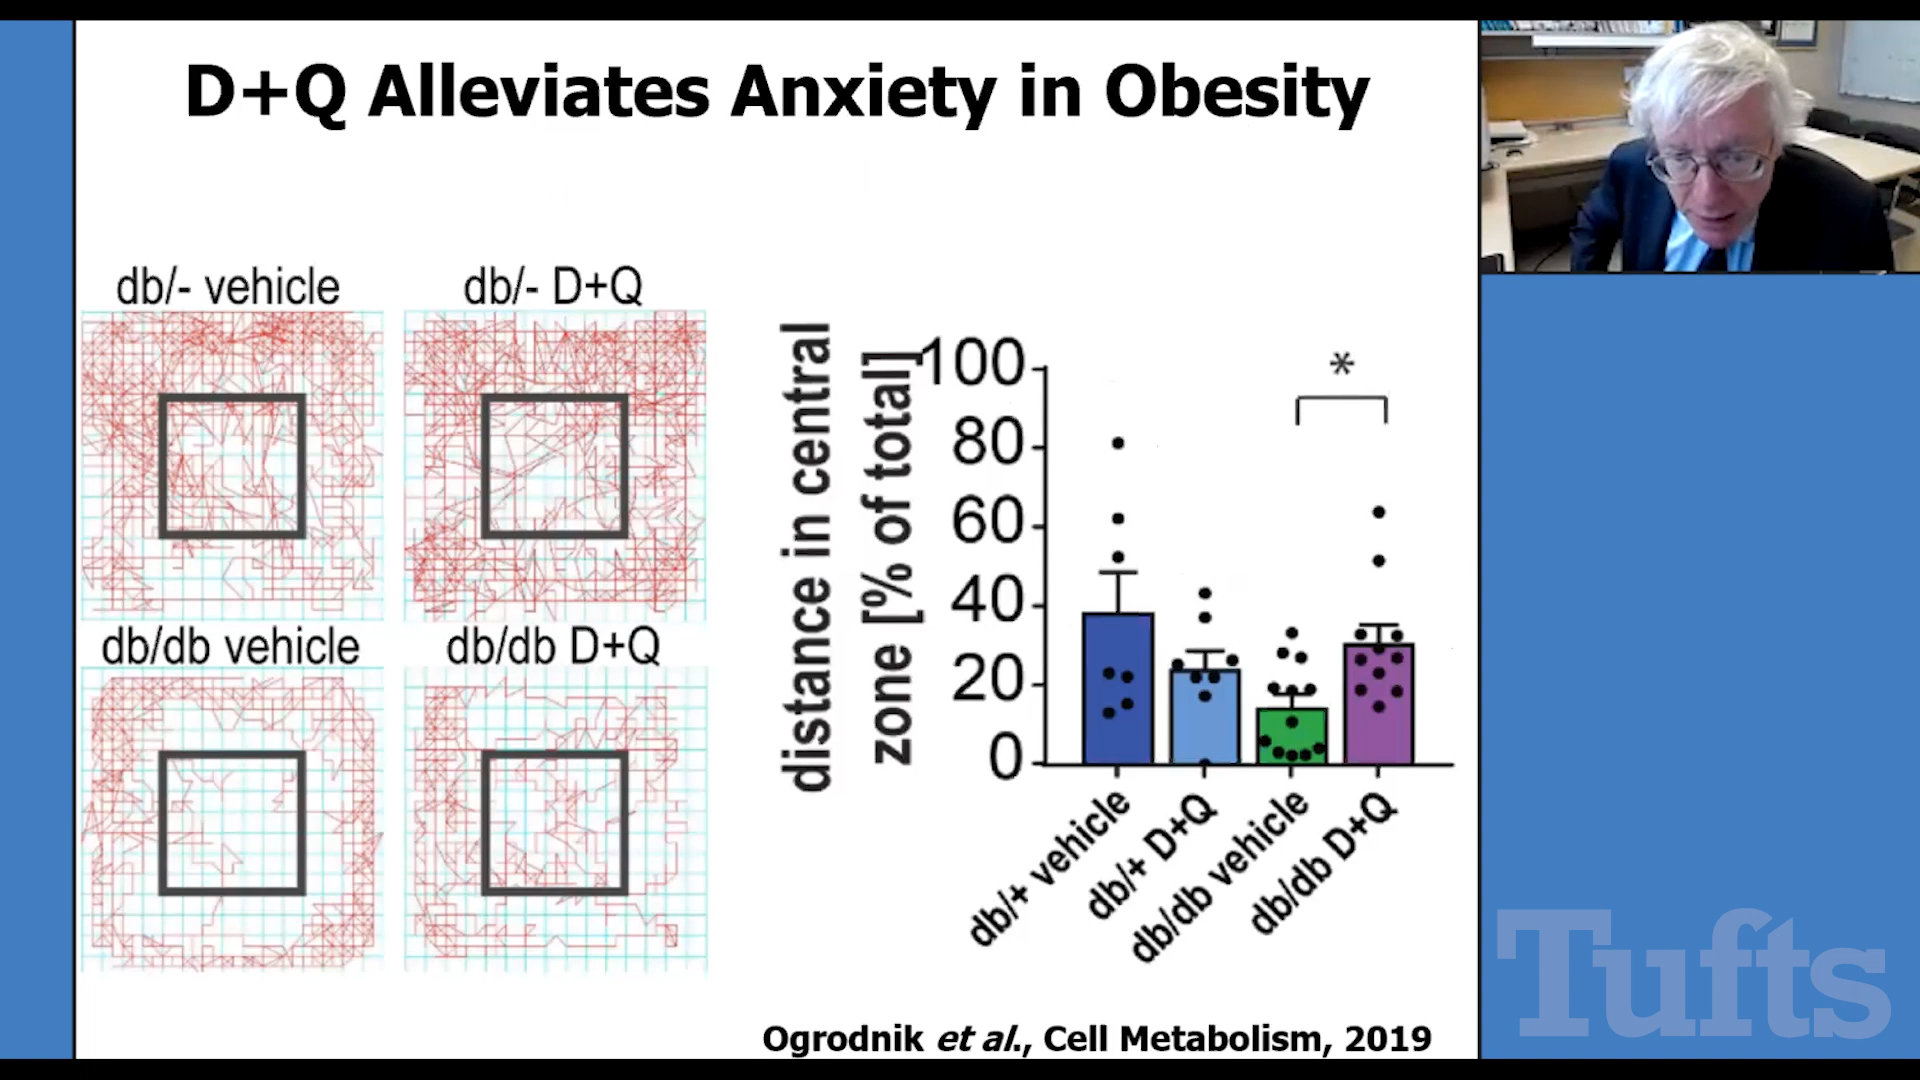 D+Q Alleviates Anxiety in Obesity
db/- vehicle
db/- D+Q
db/db vehicle
db/db D+Q
distance in central
zone [% of total]
100
80
60
40
20
0
*
db/+ vehicle
db/+ D+Q
db/db vehicle
db/db D+Q
Ogrodnik et al., Cell Metabolism, 2019
Tufts